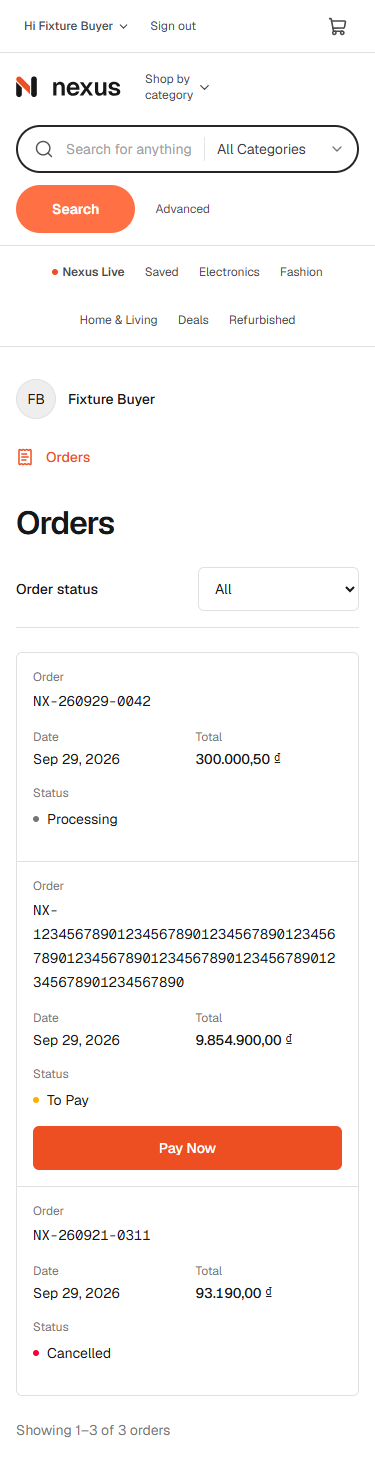 Hi Fixture Buyer
Sign out
nexus
Shop by
category
Search for anything
All Categories
Search
Advanced
Nexus Live
Saved
Electronics
Fashion
Home & Living
Deals
Refurbished
FB
Fixture Buyer
Orders
Orders
Order status
All
Order
NX-260929-0042
Date
Total
Sep 29, 2026
300.000,50 ₫
Status
Processing
Order
NX-
12345678901234567890123456789​0123456
789012345678901234567890123456789012
345678901234567890
Date
Total
Sep 29, 2026
9.854.900,00 ₫
Status
To Pay
Pay Now
Order
NX-260921-0311
Date
Total
Sep 29, 2026
93.190,00 ₫
Status
Cancelled
Showing 1–3 of 3 orders